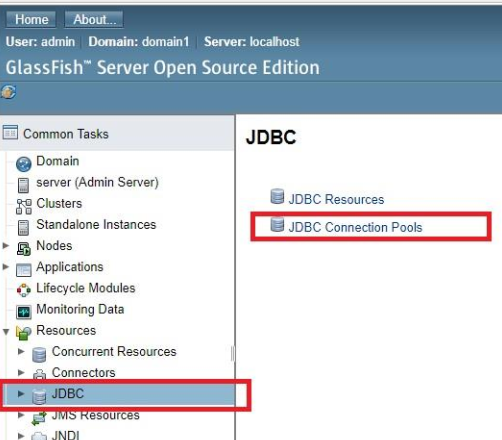 Home About...
User: admin Domain: domain1 Server: localhost
GlassFish™ Server Open Source Edition
Common Tasks
Domain
server (Admin Server)
Clusters
Standalone Instances
Nodes
Applications
Lifecycle Modules
Monitoring Data
Resources
Concurrent Resources
Connectors
JDBC
JMS Resources
JNDI
JDBC
JDBC Resources
JDBC Connection Pools